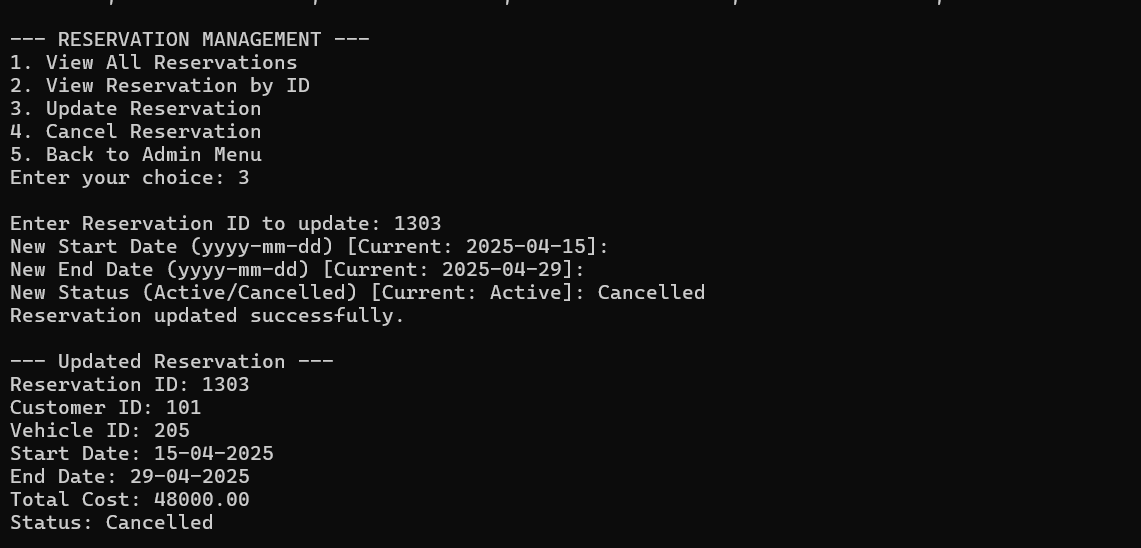 --- RESERVATION MANAGEMENT ---
1. View All Reservations
2. View Reservation by ID
3. Update Reservation
4. Cancel Reservation
5. Back to Admin Menu
Enter your choice: 3
Enter Reservation ID to update: 1303
New Start Date (yyyy-mm-dd) [Current: 2025-04-15]:
New End Date (yyyy-mm-dd) [Current: 2025-04-29]:
New Status (Active/Cancelled) [Current: Active]: Cancelled
Reservation updated successfully.
--- Updated Reservation ---
Reservation ID: 1303
Customer ID: 101
Vehicle ID: 205
Start Date: 15-04-2025
End Date: 29-04-2025
Total Cost: 48000.00
Status: Cancelled